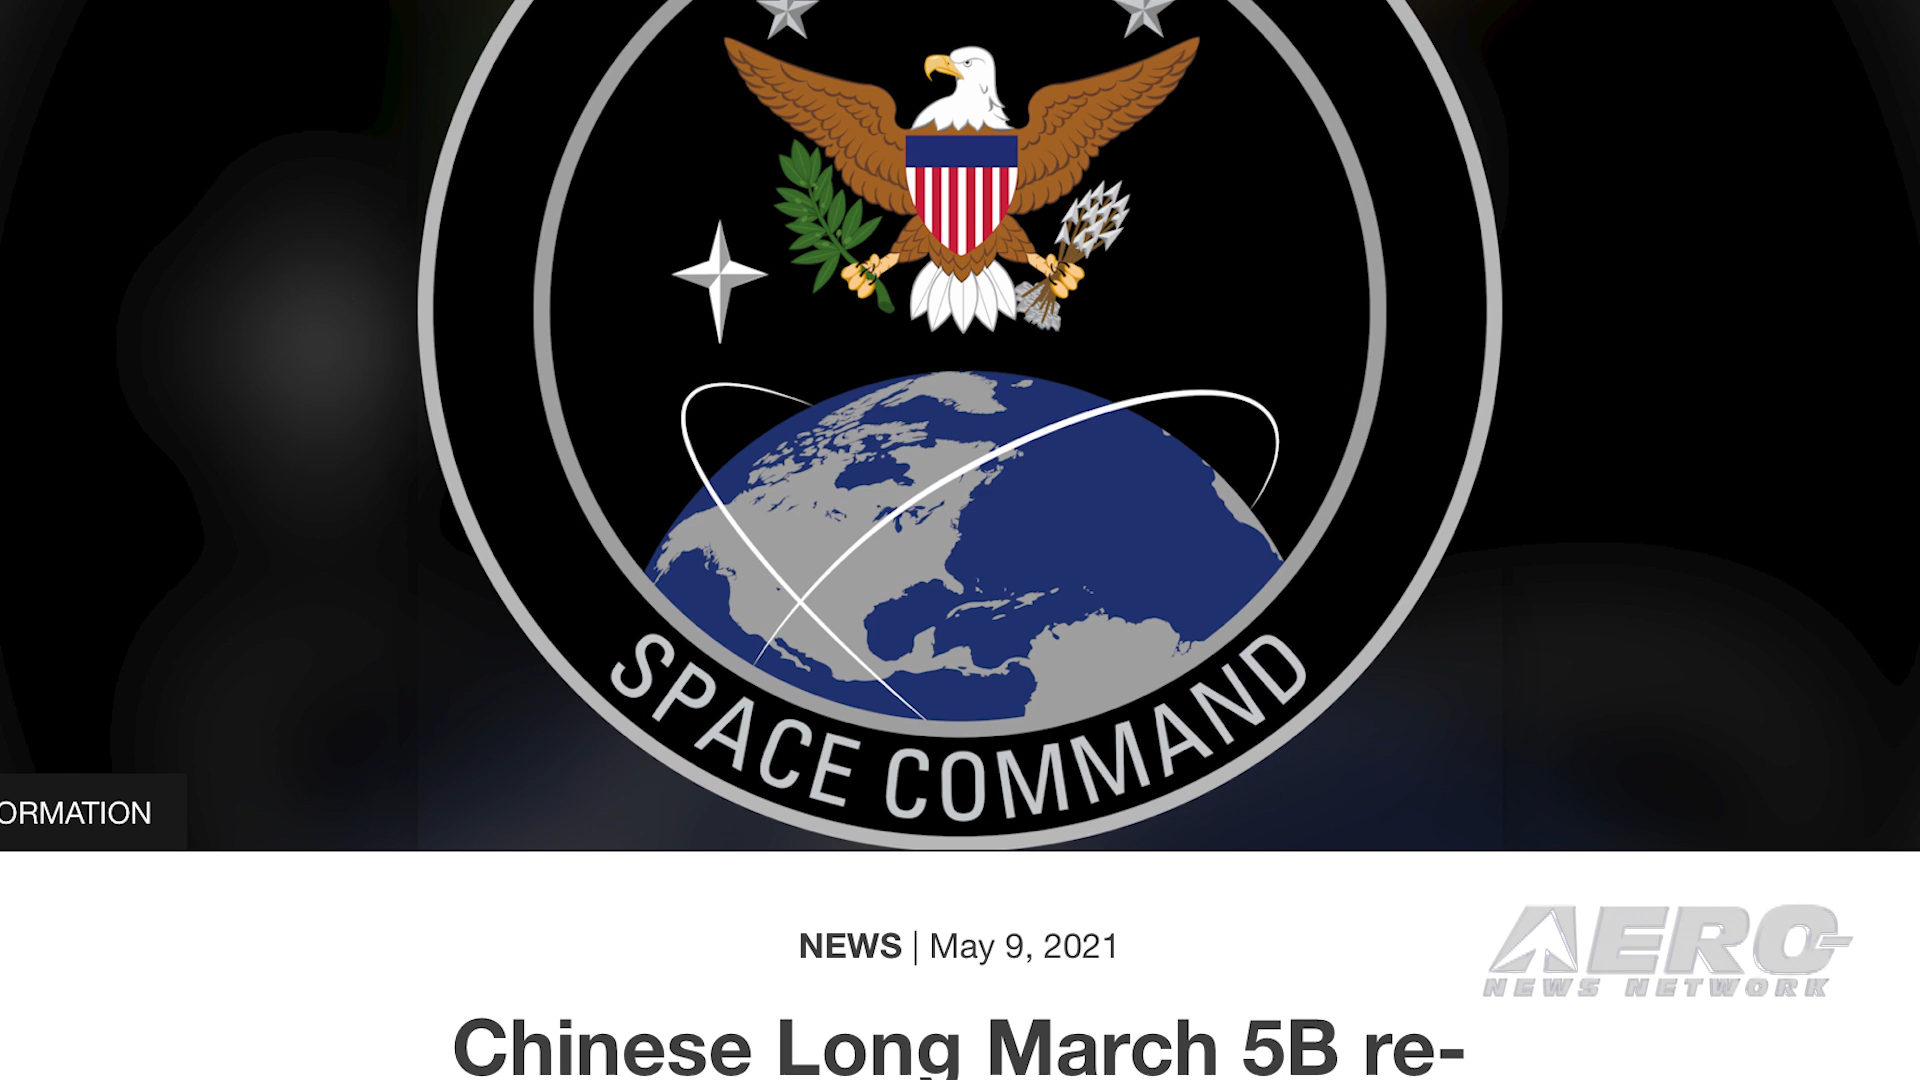 SPACE COMMAND
ORMATION
NEWS | May 9, 2021
AERO
NEWS NETWORK
Chinese Long March 5B re-